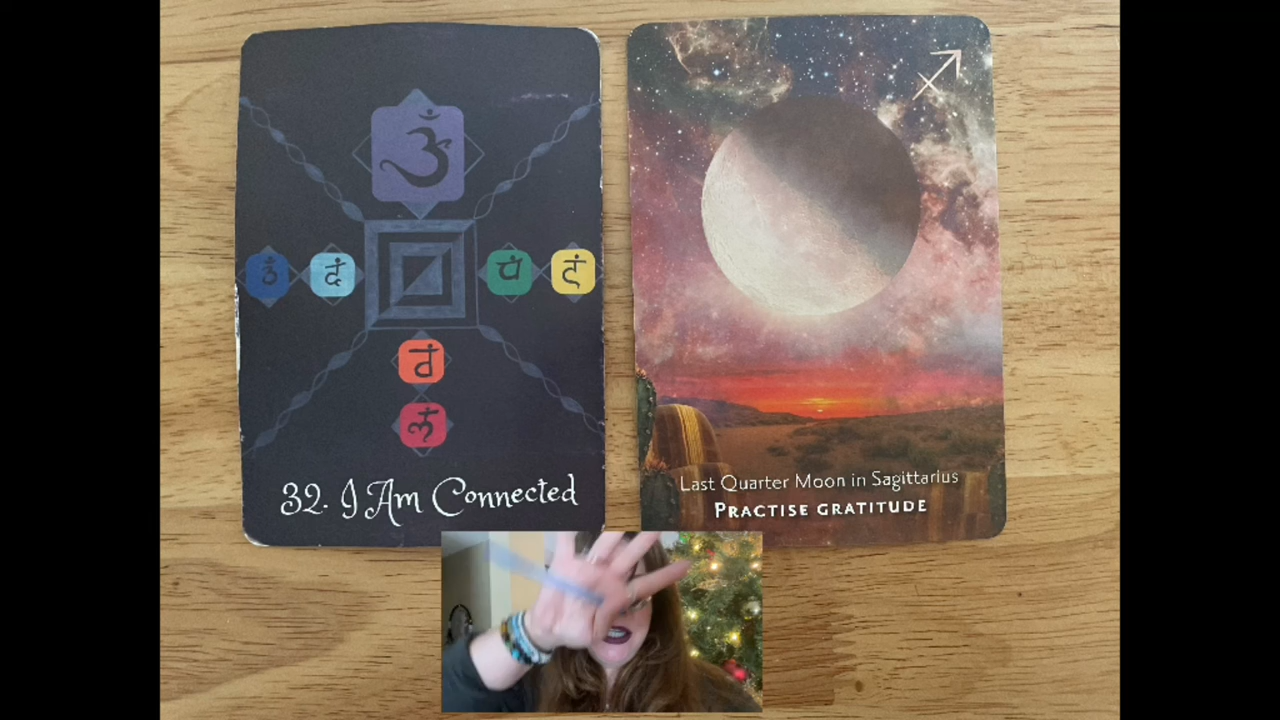 ॐ
32. I Am Connected
Last Quarter Moon in Sagittarius
PRACTISE GRATITUDE